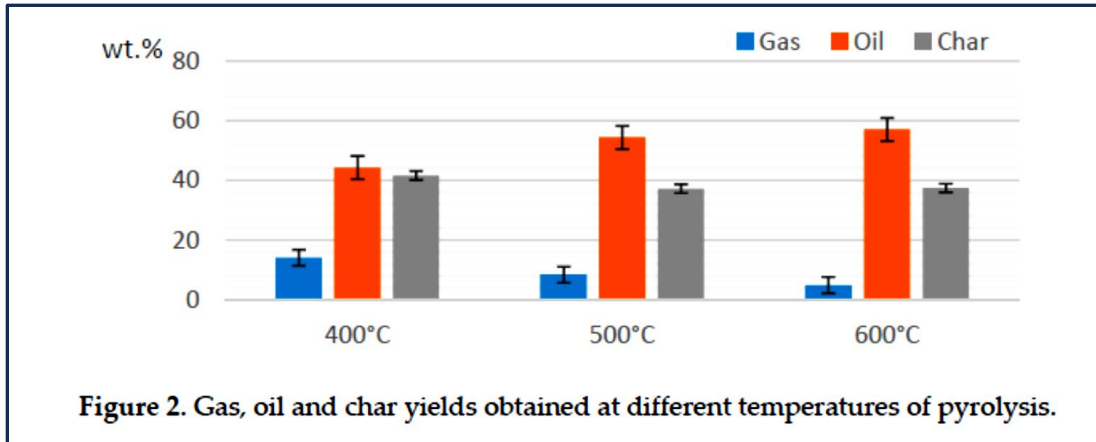 wt.%
Gas Oil Char
80
60
40
20
0
400°C 500°C 600°C
Figure 2. Gas, oil and char yields obtained at different temperatures of pyrolysis.